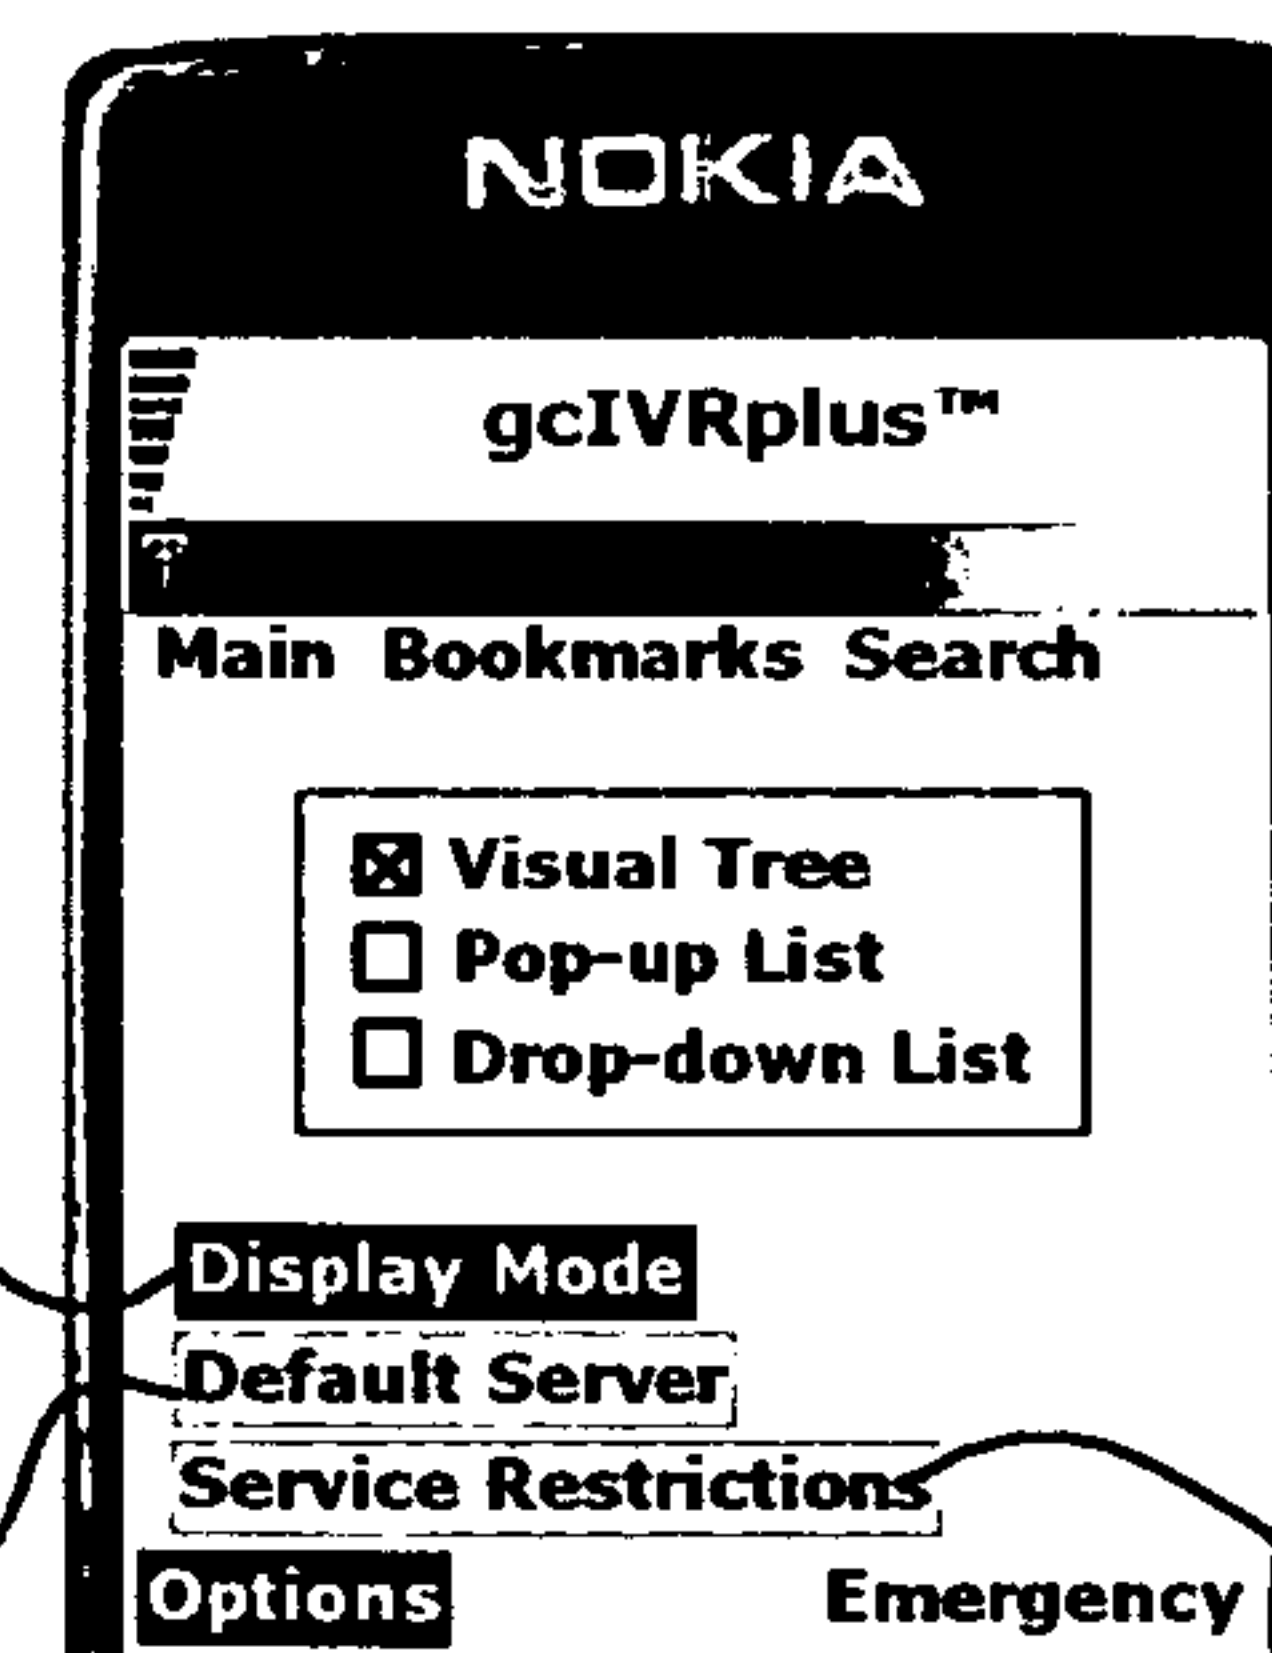 NOKIA
gcIVRplus™
Main Bookmarks Search
Visual Tree
Pop-up List
Drop-down List
Display Mode
Default Server
Service Restrictions
Options Emergency